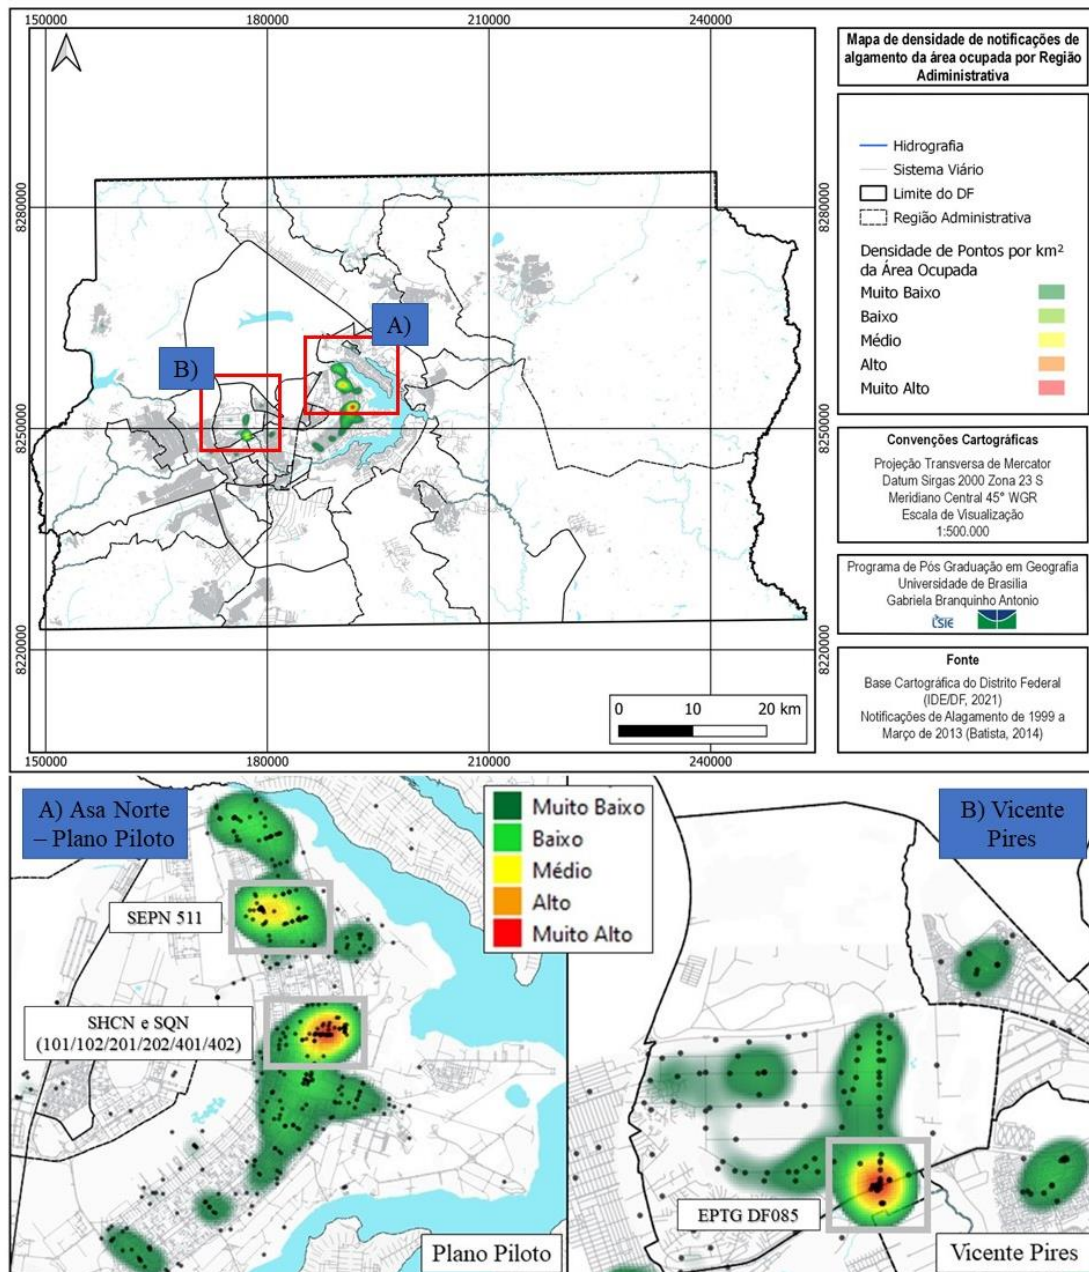 150000 180000 210000 240000
8280000 8280000
8250000 8250000
8220000 8220000
A)
B)
0 10 20 km
150000 180000 210000 240000
Mapa de densidade de notificações de
algamento da área ocupada por Região
Adiministrativa
Hidrografia
Sistema Viário
Limite do DF
Região Administrativa
Densidade de Pontos por km²
da Área Ocupada
Muito Baixo
Baixo
Médio
Alto
Muito Alto
Convenções Cartográficas
Projeção Transversa de Mercator
Datum Sirgas 2000 Zona 23 S
Meridiano Central 45° WGR
Escala de Visualização
1:500.000
Programa de Pós Graduação em Geografia
Universidade de Brasilia
Gabriela Branquinho Antonio
LSIE
Fonte
Base Cartográfica do Distrito Federal
(IDE/DF, 2021)
Notificações de Alagamento de 1999 a
Março de 2013 (Batista, 2014)
A) Asa Norte
– Plano Piloto
SEPN 511
SHCN e SQN
(101/102/201/202/401/402)
Plano Piloto
Muito Baixo
Baixo
Médio
Alto
Muito Alto
B) Vicente
Pires
EPTG DF085
Vicente Pires